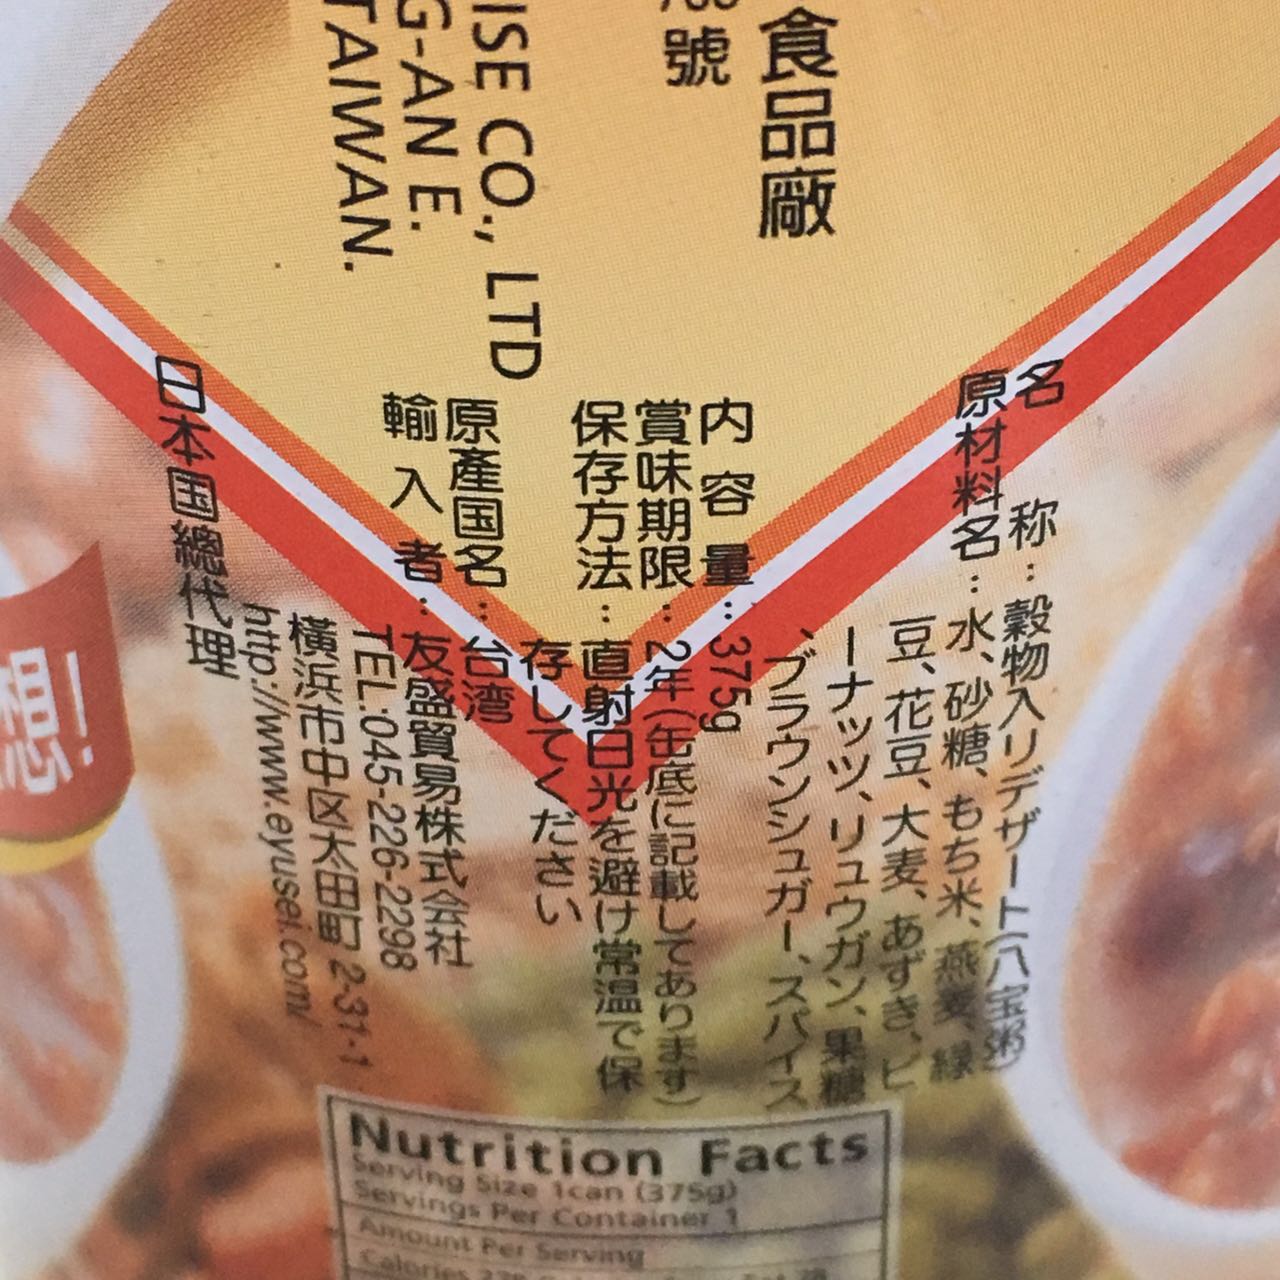 食品廠
號
ISE CO., LTD
G-AN E.
TAIWAN.
名 称：穀物入リデザート(八宝粥)
原材料名：水、砂糖、もち米、燕麦、緑
豆、花豆、大麦、あずき、ピ
ーナッツ、リュウガン、果糖
、ブラウンシュガー、スパイス
内容量：375g
賞味期限：2年(缶底に記載してあります)
保存方法：直射日光を避け常温で保
存してください
原産国名：台湾
輸入者：友盛貿易株式会社
TEL:045-226-2298
横浜市中区太田町 2-31-1
http://www.eyusei.com/
日本国總代理
想!
Nutrition Facts
Serving Size 1can (375g)
Servings Per Container 1
Amount Per Serving
Calories